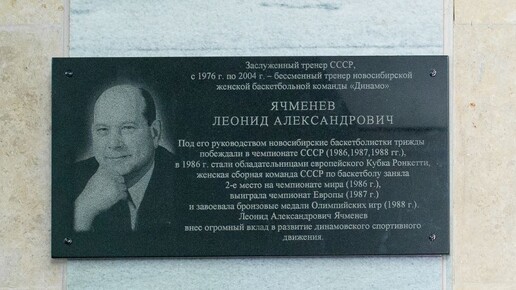 Заслуженный тренер СССР,
с 1976 г. по 2004 г. – бессменный тренер новосибирской
женской баскетбольной команды «Динамо»
ЯЧМЕНЕВ
ЛЕОНИД АЛЕКСАНДРОВИЧ
Под его руководством новосибирские баскетболистки трижды
побеждали в чемпионате СССР (1986,1987,1988 гг.),
в 1986 г. стали обладательницами европейского Кубка Ронкетти,
женская сборная команда СССР по баскетболу заняла
2-е место на чемпионате мира (1986 г.),
выиграла чемпионат Европы (1987 г.)
и завоевала бронзовые медали Олимпийских игр (1988 г.).
Леонид Александрович Ячменев
внес огромный вклад в развитие динамовского спортивного
движения.